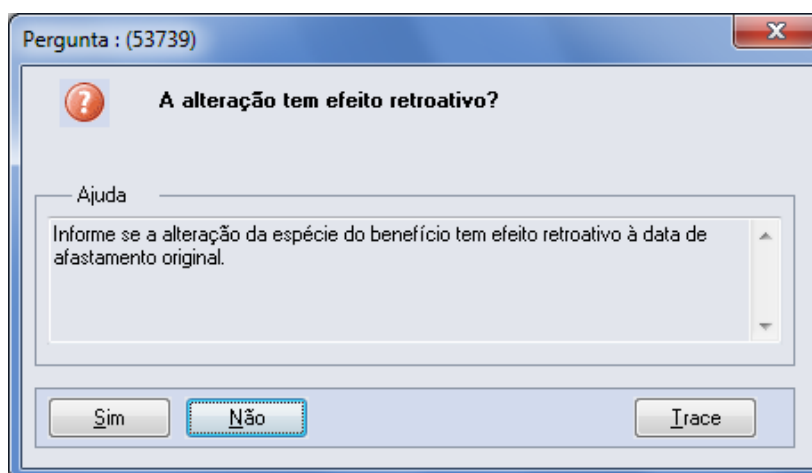 Pergunta : (53739)
A alteração tem efeito retroativo?
Ajuda
Informe se a alteração da espécie do benefício tem efeito retroativo à data de
afastamento original.
Sim
Não
Trace